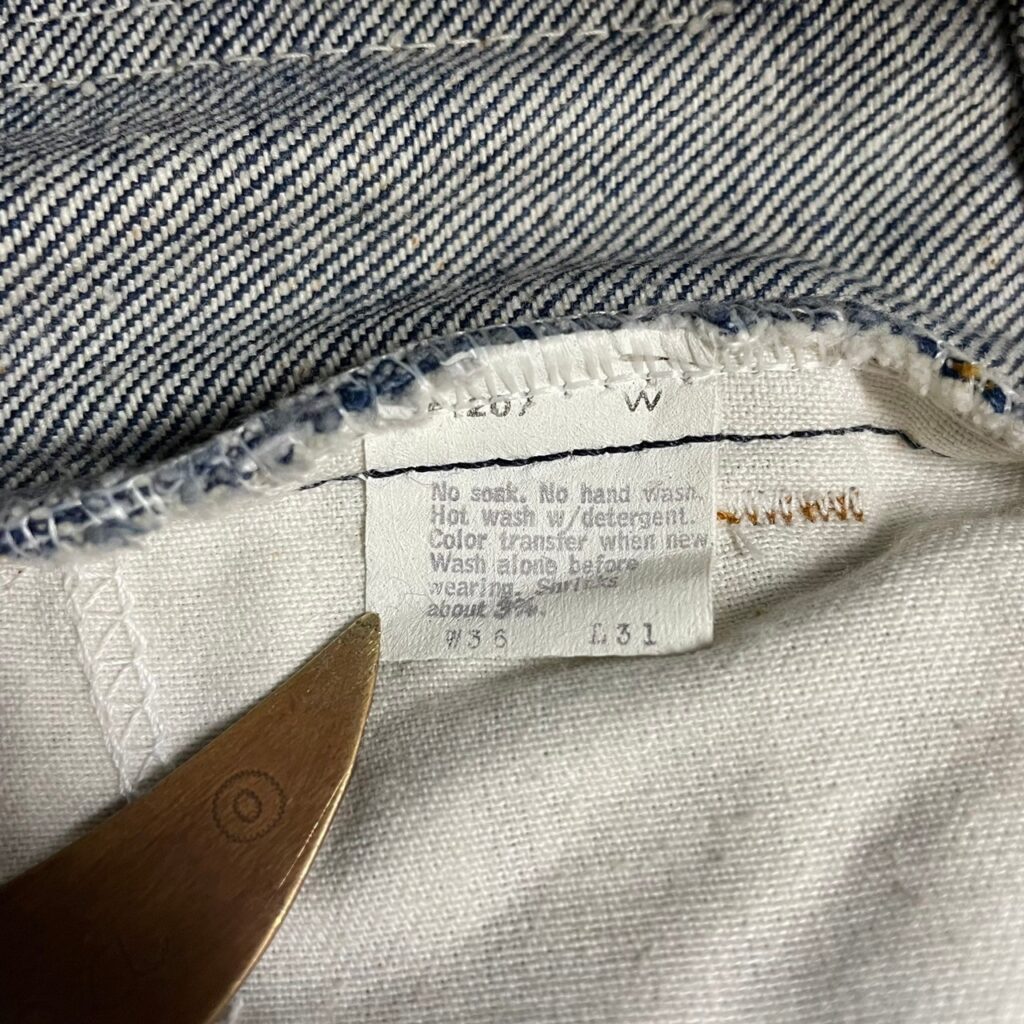 1207 W
No soak. No hand wash.
Hot wash w/detergent.
Color transfer when new
Wash alone before
wearing. Shrinks
about 3%.
W36 L31